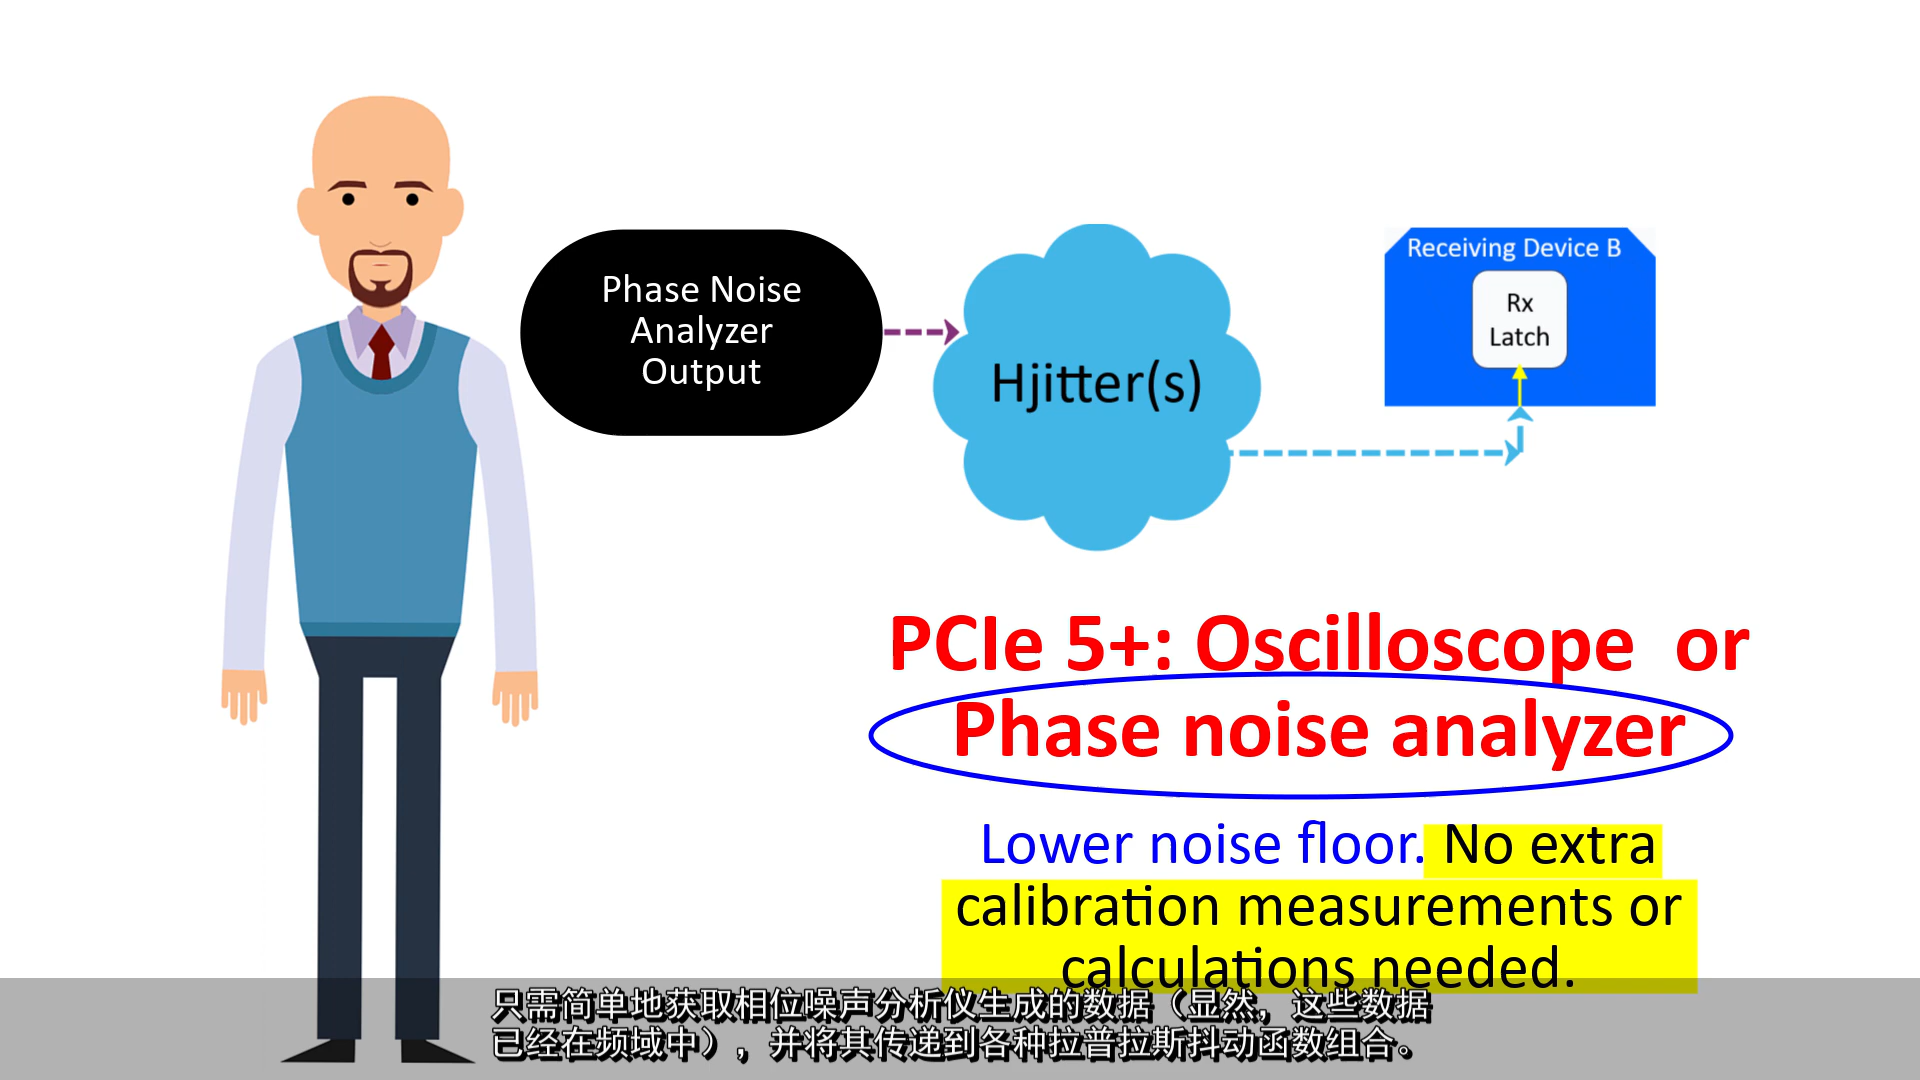 Phase Noise
Analyzer
Output
Hjitter(s)
Receiving Device B
Rx
Latch
PCIe 5+: Oscilloscope or
Phase noise analyzer
Lower noise floor. No extra
calibration measurements or
calculations needed.
只需简单地获取相位噪声分析仪生成的数据（显然，这些数据
已经在频域中），并将其传递到各种拉普拉斯抖动函数组合。